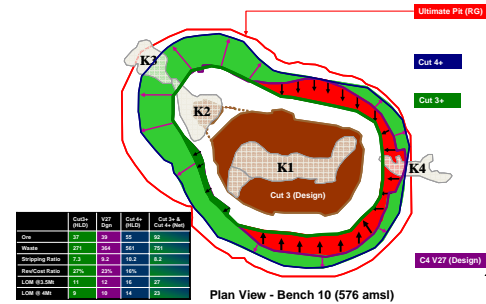 Ultimate Pit (RG)
K3
Cut 4+
Cut 3+
K2
K1
K4
Cut 3 (Design)
Cut3+ (HLD) V27 Dgn Cut 4+ (HLD) Cut 3+ & Cut 4+ (Net)
Ore 37 39 55 92
Waste 271 364 561 751
Stripping Ratio 7.3 9.2 10.2 8.2
Rev/Cost Ratio 27% 23% 16%
LOM @3.5Mt 11 12 16 27
LOM @ 4Mt 9 10 14 23
C4 V27 (Design)
Plan View - Bench 10 (576 amsl)